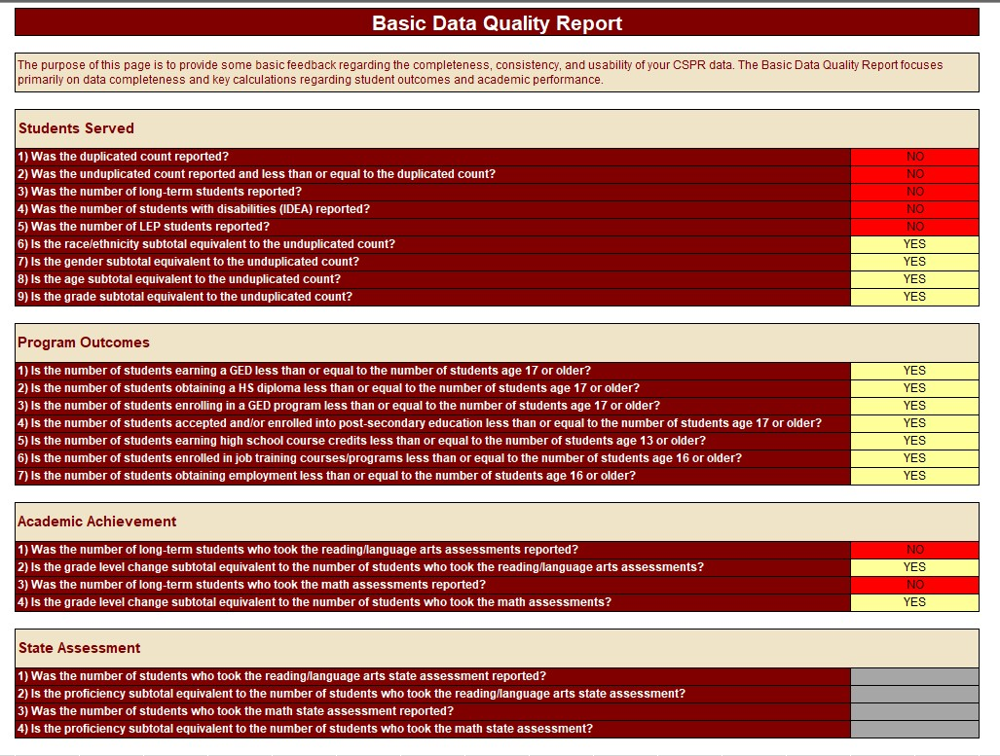 Basic Data Quality Report
The purpose of this page is to provide some basic feedback regarding the completeness, consistency, and usability of your CSPR data. The Basic Data Quality Report focuses
primarily on data completeness and key calculations regarding student outcomes and academic performance.
Students Served
1) Was the duplicated count reported? NO
2) Was the unduplicated count reported and less than or equal to the duplicated count? NO
3) Was the number of long-term students reported? NO
4) Was the number of students with disabilities (IDEA) reported? NO
5) Was the number of LEP students reported? NO
6) Is the race/ethnicity subtotal equivalent to the unduplicated count? YES
7) Is the gender subtotal equivalent to the unduplicated count? YES
8) Is the age subtotal equivalent to the unduplicated count? YES
9) Is the grade subtotal equivalent to the unduplicated count? YES
Program Outcomes
1) Is the number of students earning a GED less than or equal to the number of students age 17 or older? YES
2) Is the number of students obtaining a HS diploma less than or equal to the number of students age 17 or older? YES
3) Is the number of students enrolling in a GED program less than or equal to the number of students age 17 or older? YES
4) Is the number of students accepted and/or enrolled into post-secondary education less than or equal to the number of students age 17 or older? YES
5) Is the number of students earning high school course credits less than or equal to the number of students age 13 or older? YES
6) Is the number of students enrolled in job training courses/programs less than or equal to the number of students age 16 or older? YES
7) Is the number of students obtaining employment less than or equal to the number of students age 16 or older? YES
Academic Achievement
1) Was the number of long-term students who took the reading/language arts assessments reported? NO
2) Is the grade level change subtotal equivalent to the number of students who took the reading/language arts assessments? YES
3) Was the number of long-term students who took the math assessments reported? NO
4) Is the grade level change subtotal equivalent to the number of students who took the math assessments? YES
State Assessment
1) Was the number of students who took the reading/language arts state assessment reported?
2) Is the proficiency subtotal equivalent to the number of students who took the reading/language arts state assessment?
3) Was the number of students who took the math state assessment reported?
4) Is the proficiency subtotal equivalent to the number of students who took the math state assessment?